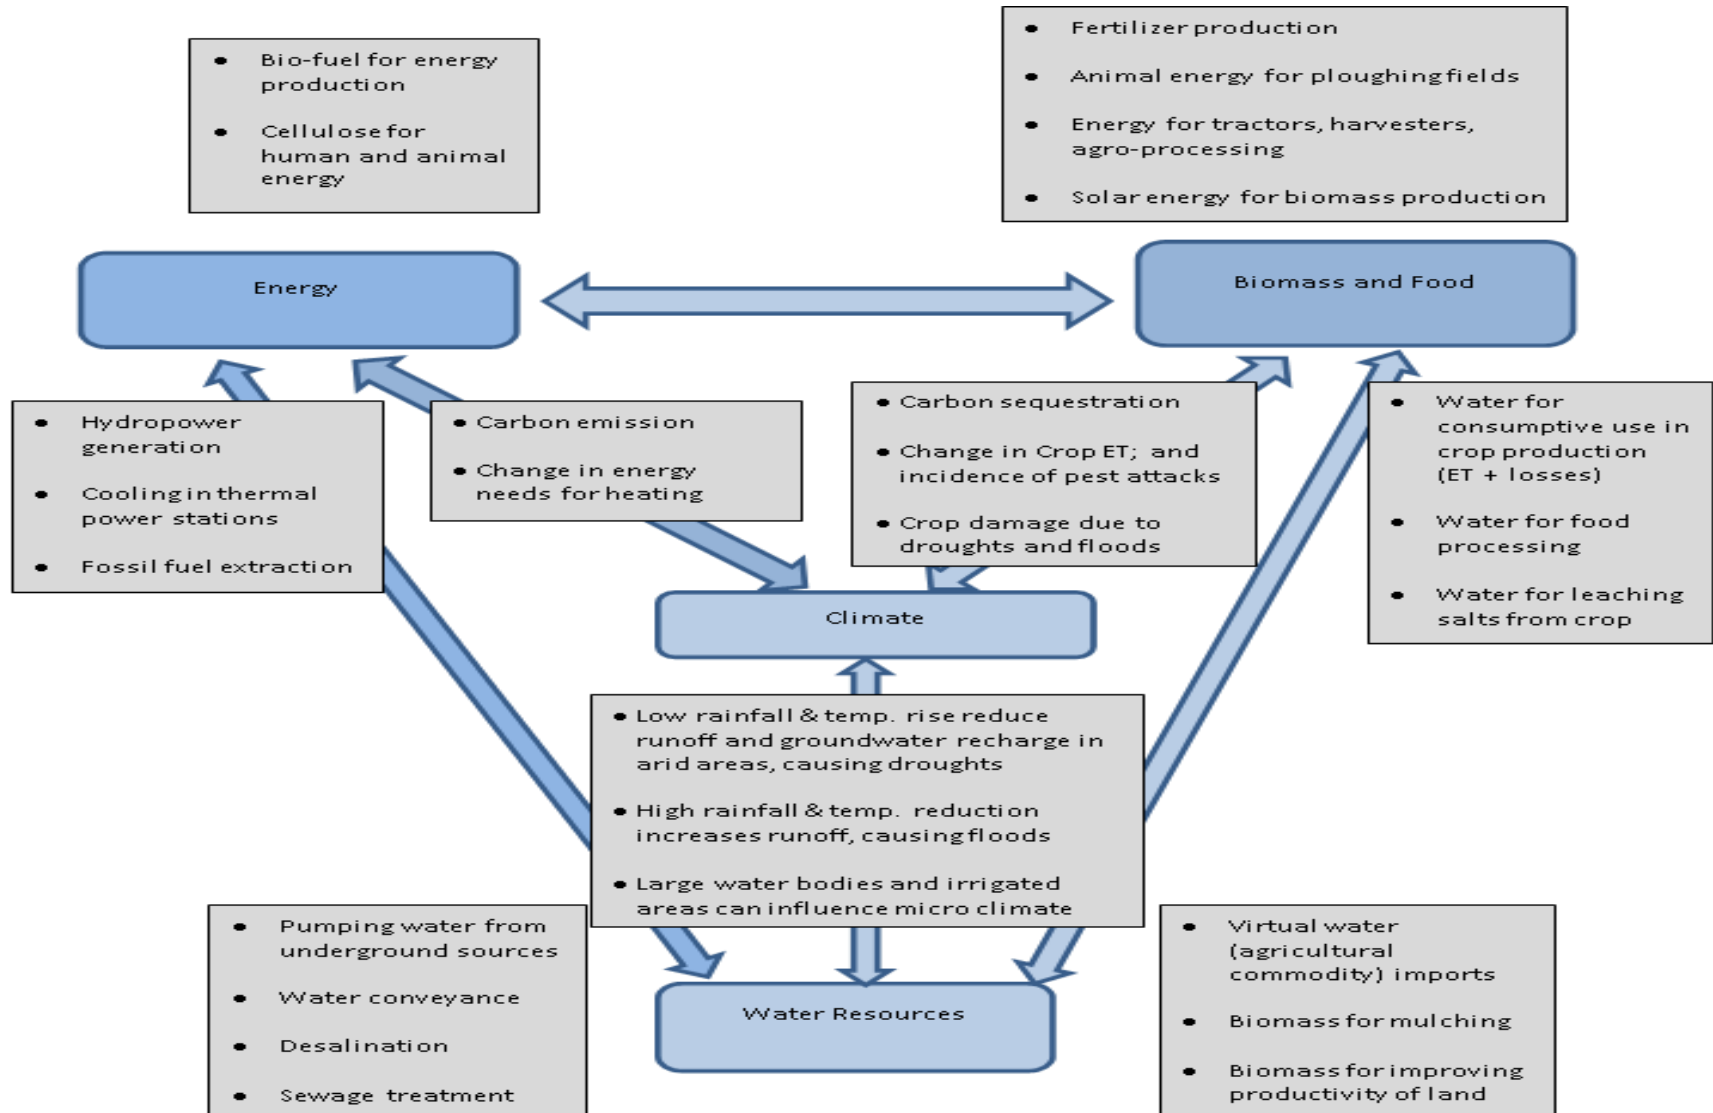 ● Bio-fuel for energy
production
● Cellulose for
human and animal
energy
● Fertilizer production
● Animal energy for ploughing fields
● Energy for tractors, harvesters,
agro-processing
● Solar energy for biomass production
Energy
Biomass and Food
● Hydropower
generation
● Cooling in thermal
power stations
● Fossil fuel extraction
● Carbon emission
● Change in energy
needs for heating
● Carbon sequestration
● Change in Crop ET; and
incidence of pest attacks
● Crop damage due to
droughts and floods
● Water for
consumptive use in
crop production
(ET + losses)
● Water for food
processing
● Water for leaching
salts from crop
Climate
● Low rainfall & temp. rise reduce
runoff and groundwater recharge in
arid areas, causing droughts
● High rainfall & temp. reduction
increases runoff, causing floods
● Large water bodies and irrigated
areas can influence micro climate
● Pumping water from
underground sources
● Water conveyance
● Desalination
● Sewage treatment
Water Resources
● Virtual water
(agricultural
commodity) imports
● Biomass for mulching
● Biomass for improving
productivity of land